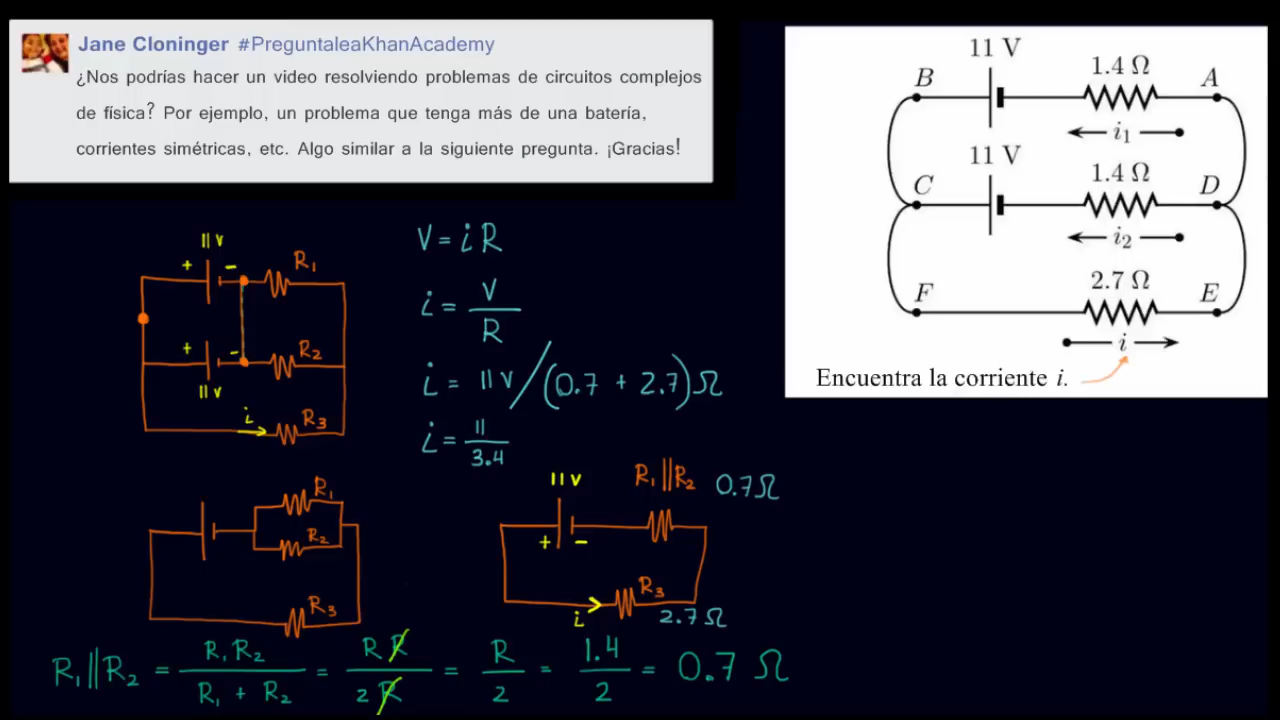 Jane Cloninger #PreguntaleaKhanAcademy
¿Nos podrías hacer un video resolviendo problemas de circuitos complejos
de física? Por ejemplo, un problema que tenga más de una batería,
corrientes simétricas, etc. Algo similar a la siguiente pregunta. ¡Gracias!
11 V
B
1.4 Ω
A
i₁
11 V
C
1.4 Ω
D
i₂
2.7 Ω
F
E
i
Encuentra la corriente i.
11 V
+ -
R₁
+ -
R₂
11 V
i
R₃
V = i R
i = V / R
i = 11 V / (0.7 + 2.7) Ω
i = 11 / 3.4
R₁
R₂
R₃
11 V
R₁ || R₂ 0.7 Ω
+ -
R₃
i
2.7 Ω
R₁ || R₂ = R₁ R₂ / R₁ + R₂ = R R / 2 R = R / 2 = 1.4 / 2 = 0.7 Ω